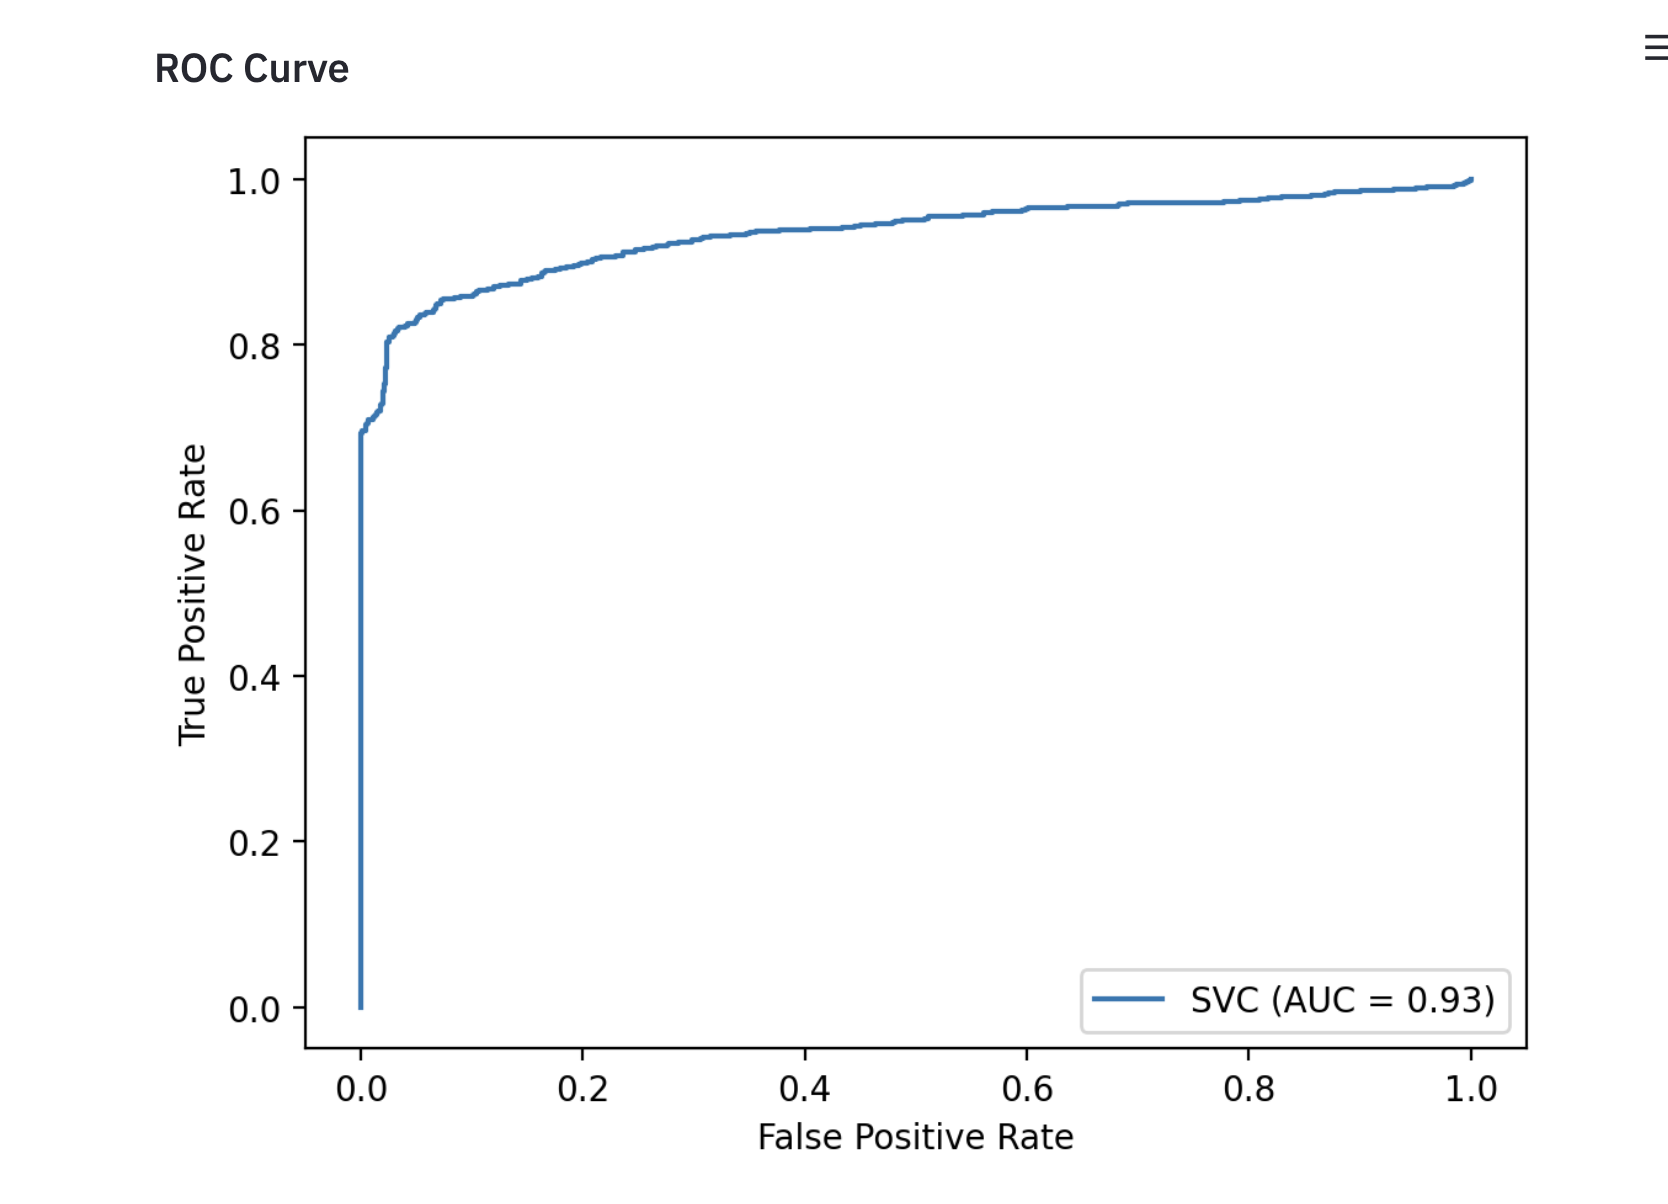 ROC Curve
1.0
0.8
0.6
0.4
0.2
0.0
True Positive Rate
SVC (AUC = 0.93)
0.0 0.2 0.4 0.6 0.8 1.0
False Positive Rate